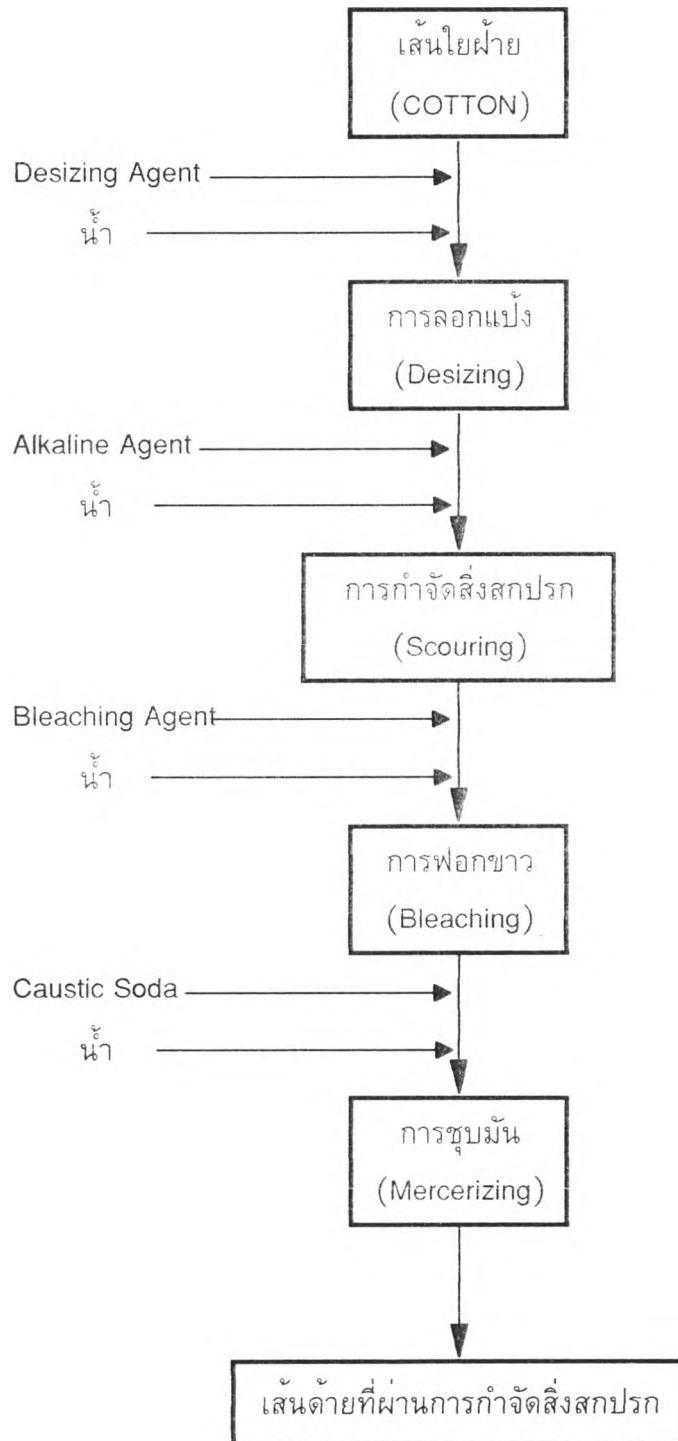 เส้นใยฝ้าย
(COTTON)
Desizing Agent
น้ำ
การลอกแป้ง
(Desizing)
Alkaline Agent
น้ำ
การกำจัดสิ่งสกปรก
(Scouring)
Bleaching Agent
น้ำ
การฟอกขาว
(Bleaching)
Caustic Soda
น้ำ
การชุบมัน
(Mercerizing)
เส้นด้ายที่ผ่านการกำจัดสิ่งสกปรก